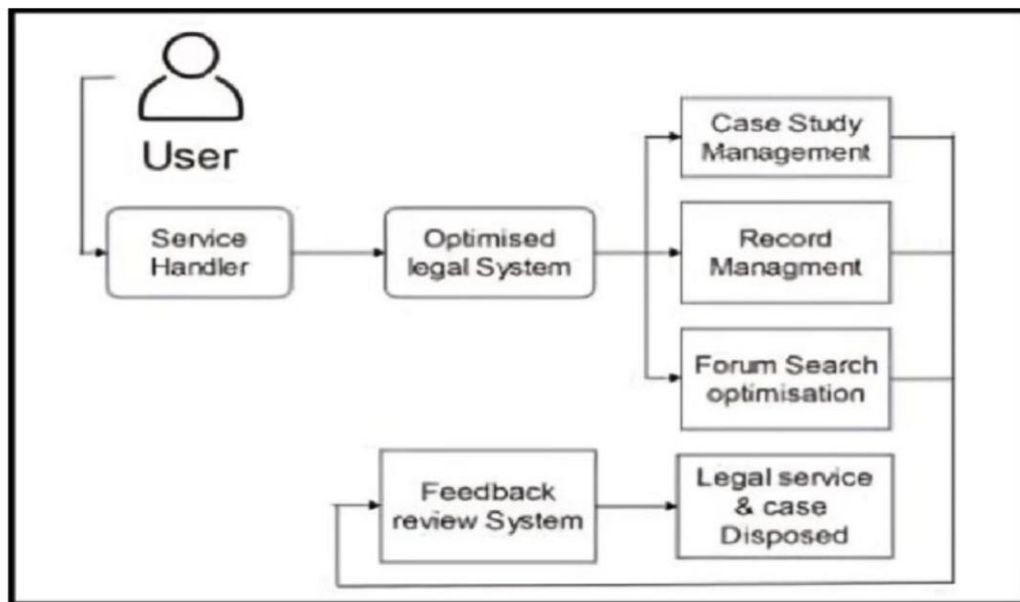 User
Service
Handler
Optimised
legal System
Case Study
Management
Record
Managment
Forum Search
optimisation
Feedback
review System
Legal service
& case
Disposed